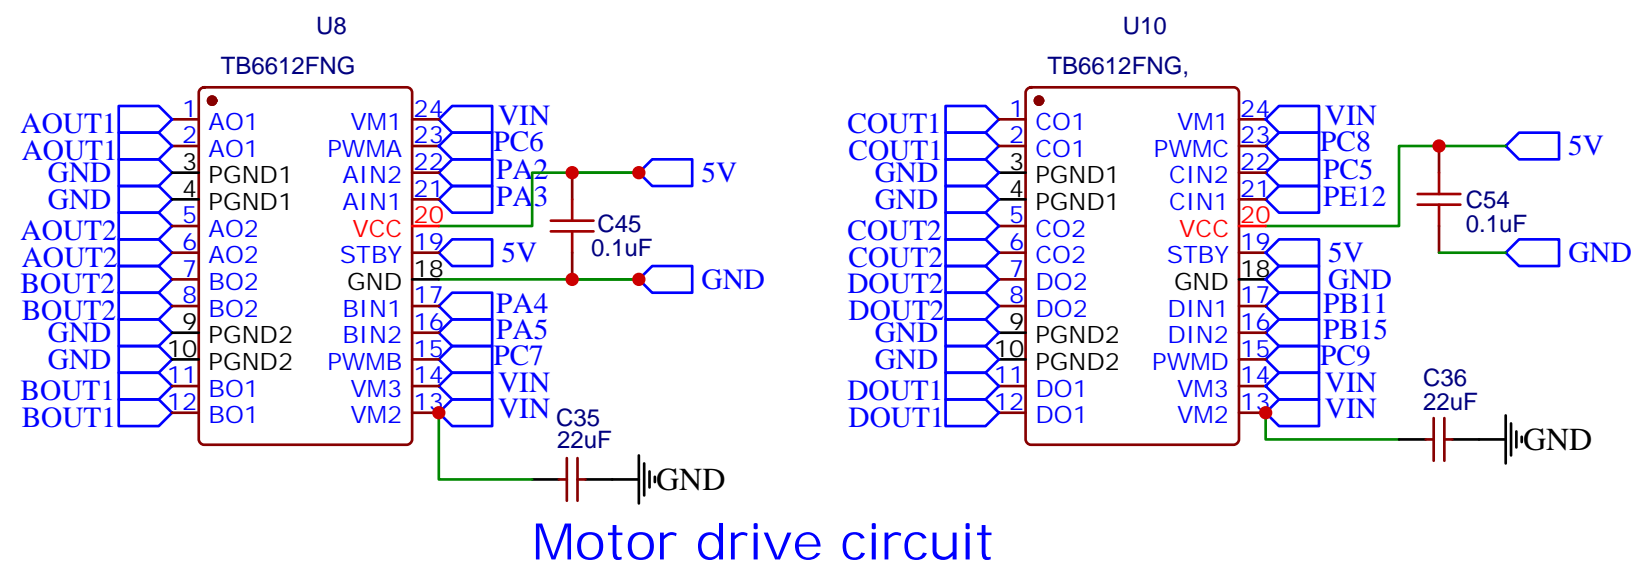 U8
TB6612FNG
AOUT1 1 AO1 VM1 24 VIN
AOUT1 2 AO1 PWMA 23 PC6
GND 3 PGND1 AIN2 22 PA2
GND 4 PGND1 AIN1 21 PA3
AOUT2 5 AO2 VCC 20
AOUT2 6 AO2 STBY 19 5V
BOUT2 7 BO2 GND 18
BOUT2 8 BO2 BIN1 17 PA4
GND 9 PGND2 BIN2 16 PA5
GND 10 PGND2 PWMB 15 PC7
BOUT1 11 BO1 VM3 14 VIN
BOUT1 12 BO1 VM2 13 VIN
5V
C45
0.1uF
GND
C35
22uF
GND
U10
TB6612FNG,
COUT1 1 CO1 VM1 24 VIN
COUT1 2 CO1 PWMC 23 PC8
GND 3 PGND1 CIN2 22 PC5
GND 4 PGND1 CIN1 21 PE12
COUT2 5 CO2 VCC 20
COUT2 6 CO2 STBY 19 5V
DOUT2 7 DO2 GND 18 GND
DOUT2 8 DO2 DIN1 17 PB11
GND 9 PGND2 DIN2 16 PB15
GND 10 PGND2 PWMD 15 PC9
DOUT1 11 DO1 VM3 14 VIN
DOUT1 12 DO1 VM2 13 VIN
5V
C54
0.1uF
GND
C36
22uF
GND
Motor drive circuit